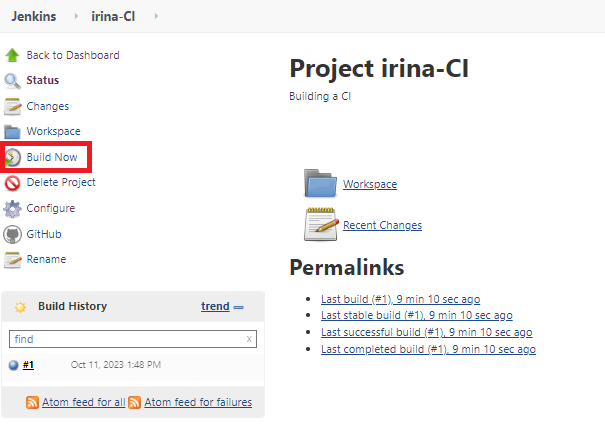 Jenkins irina-CI
Back to Dashboard
Status
Changes
Workspace
Build Now
Delete Project
Configure
GitHub
Rename
Build History trend
find x
#1 Oct 11, 2023 1:48 PM
Atom feed for all Atom feed for failures
Project irina-CI
Building a CI
Workspace
Recent Changes
Permalinks
Last build (#1), 9 min 10 sec ago
Last stable build (#1), 9 min 10 sec ago
Last successful build (#1), 9 min 10 sec ago
Last completed build (#1), 9 min 10 sec ago